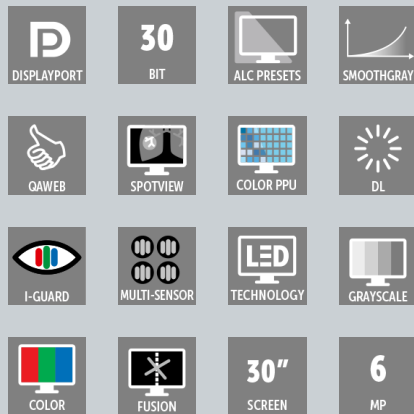 DISPLAYPORT
30
BIT
ALC PRESETS
SMOOTHGRAY
QAWEB
SPOTVIEW
COLOR PPU
DL
I-GUARD
MULTI-SENSOR
LED
TECHNOLOGY
GRAYSCALE
COLOR
FUSION
30”
SCREEN
6
MP